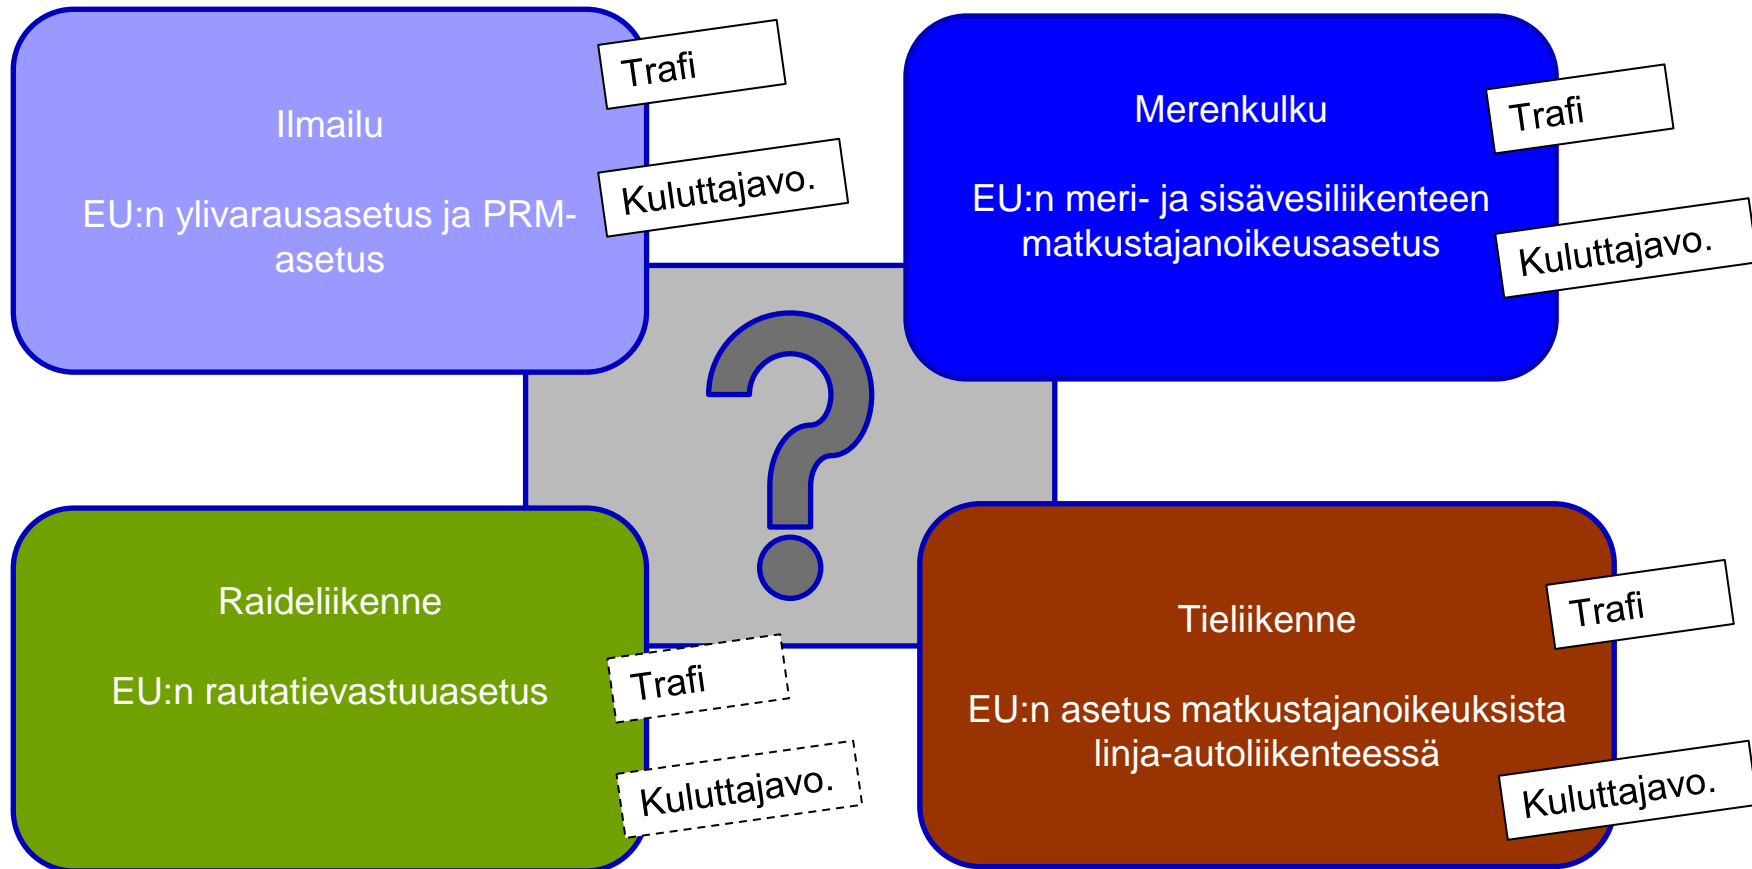 Ilmailu
EU:n ylivarausasetus ja PRM-
asetus
Trafi
Kuluttajavo.
Merenkulku
EU:n meri- ja sisävesiliikenteen
matkustajanoikeusasetus
Trafi
Kuluttajavo.
?
Raideliikenne
EU:n rautatievastuuasetus
Trafi
Kuluttajavo.
Tieliikenne
EU:n asetus matkustajanoikeuksista
linja-autoliikenteessä
Trafi
Kuluttajavo.